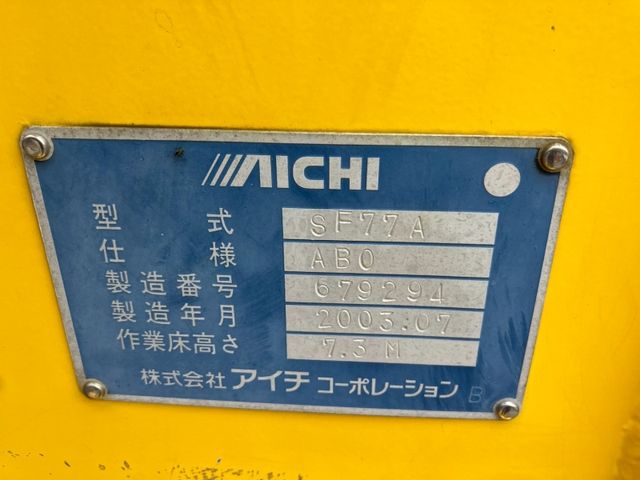 AICHI
型式 SF77A
仕様 ABO
製造番号 679294
製造年月 2003.07
作業床高さ 7.3 M
株式会社 アイチ コーポレーション B